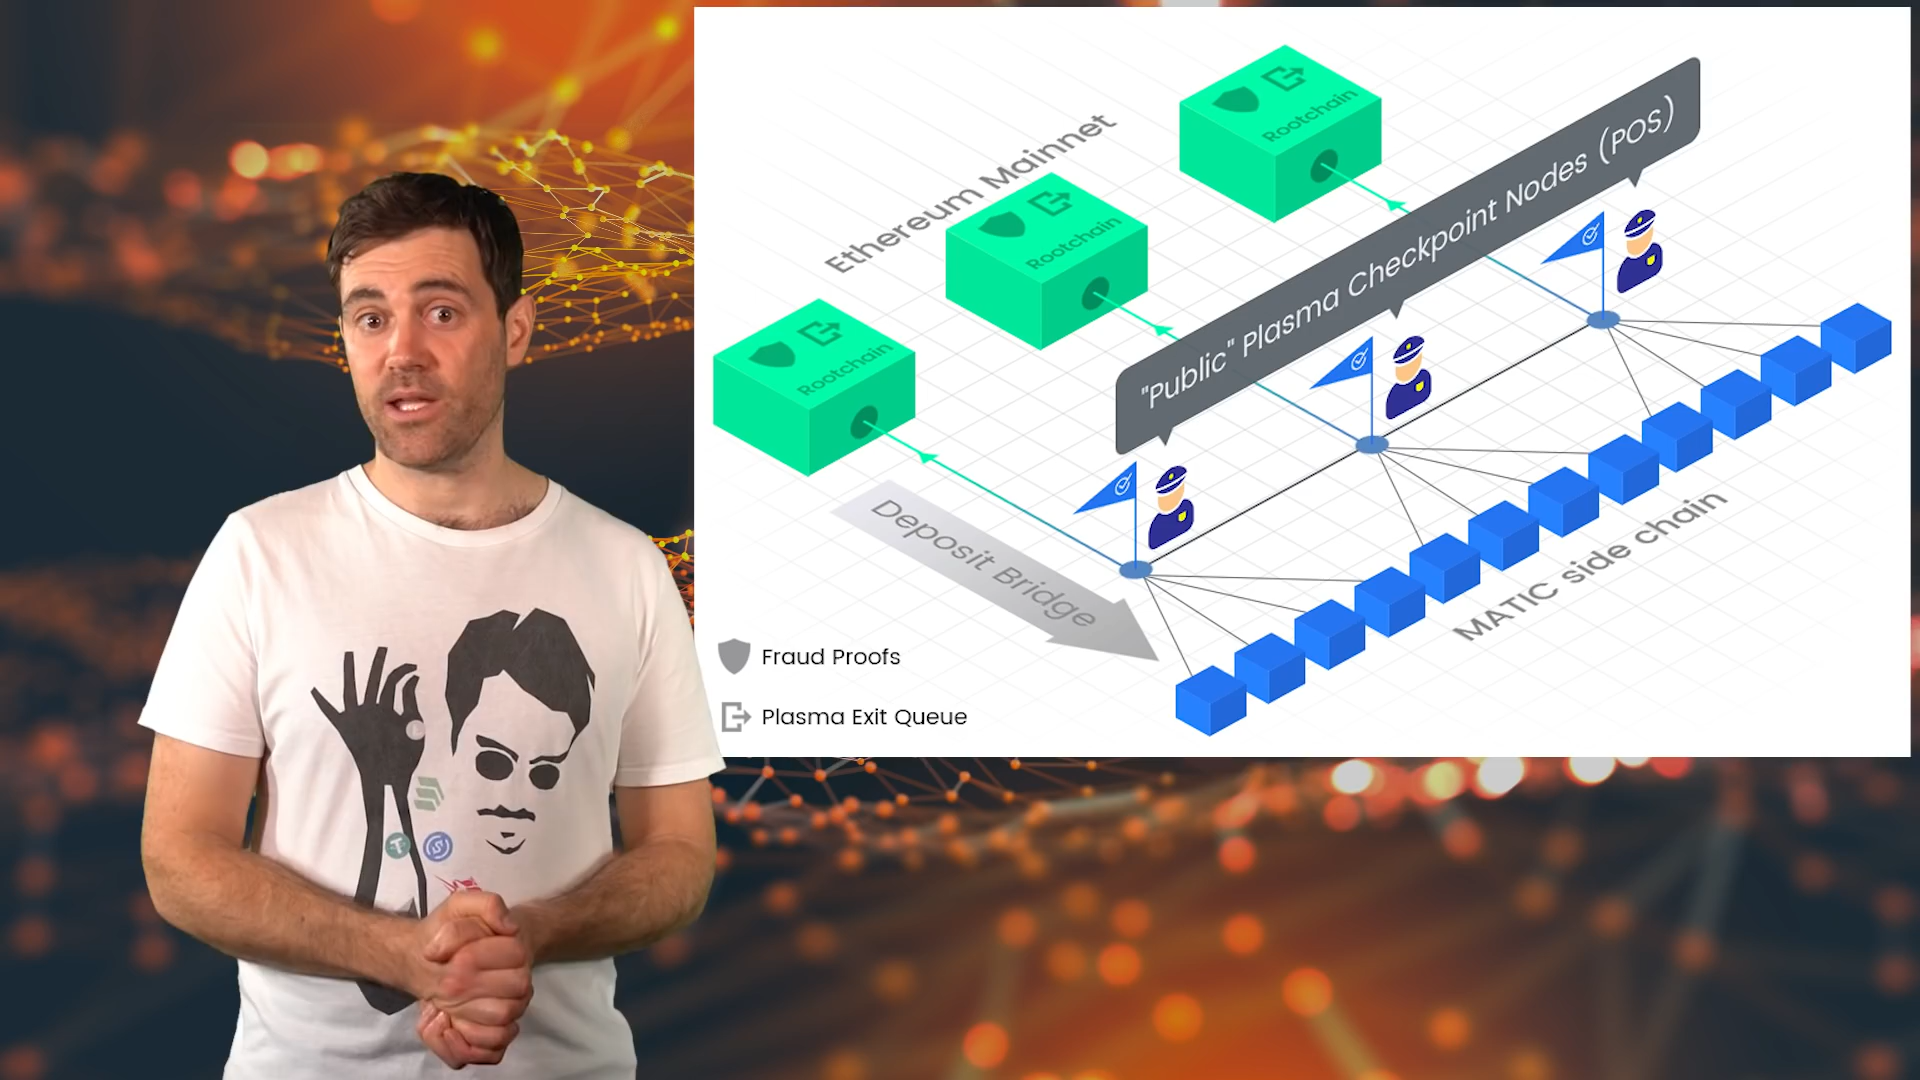 Ethereum Mainnet
Rootchain
Rootchain
Rootchain
"Public" Plasma Checkpoint Nodes (POS)
Deposit Bridge
MATIC side chain
Fraud Proofs
Plasma Exit Queue